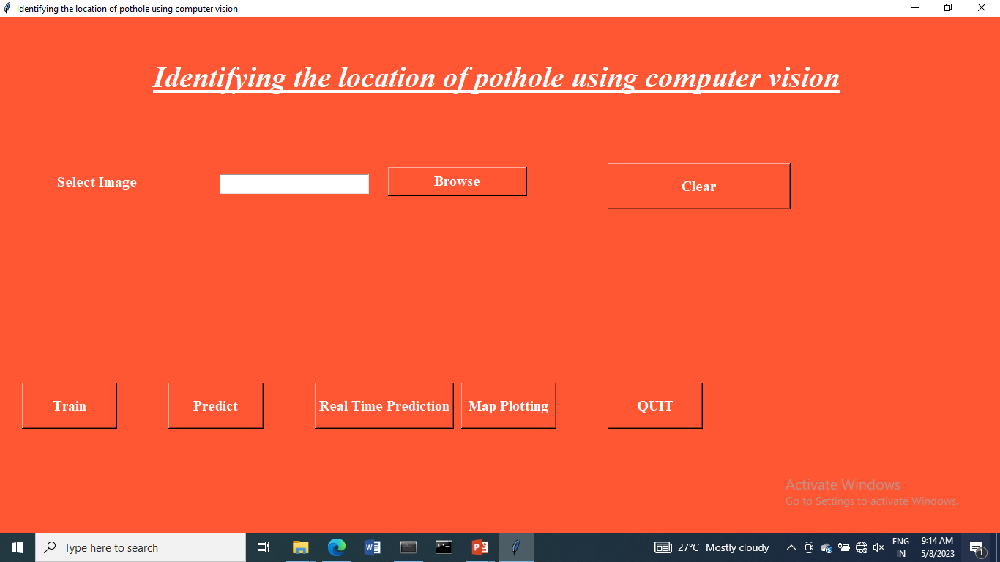 Identifying the location of pothole using computer vision
Identifying the location of pothole using computer vision
Select Image
Browse
Clear
Train
Predict
Real Time Prediction
Map Plotting
QUIT
Activate Windows
Go to Settings to activate Windows.
Type here to search
27°C Mostly cloudy
ENG
IN
9:14 AM
5/8/2023
1